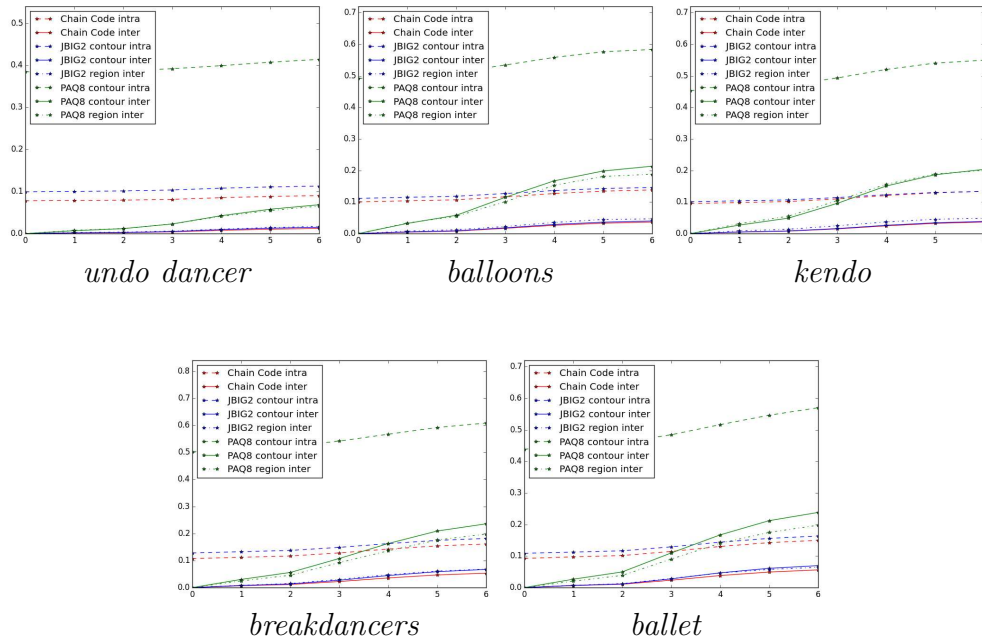 0.5
0.4
0.3
0.2
0.1
0.0
Chain Code intra
Chain Code inter
JBIG2 contour intra
JBIG2 contour inter
JBIG2 region inter
PAQ8 contour intra
PAQ8 contour inter
PAQ8 region inter
0 1 2 3 4 5 6
undo dancer
0.7
0.6
0.5
0.4
0.3
0.2
0.1
0.0
Chain Code intra
Chain Code inter
JBIG2 contour intra
JBIG2 contour inter
JBIG2 region inter
PAQ8 contour intra
PAQ8 contour inter
PAQ8 region inter
0 1 2 3 4 5 6
balloons
0.7
0.6
0.5
0.4
0.3
0.2
0.1
0.0
Chain Code intra
Chain Code inter
JBIG2 contour intra
JBIG2 contour inter
JBIG2 region inter
PAQ8 contour intra
PAQ8 contour inter
PAQ8 region inter
0 1 2 3 4 5 6
kendo
0.8
0.7
0.6
0.5
0.4
0.3
0.2
0.1
0.0
Chain Code intra
Chain Code inter
JBIG2 contour intra
JBIG2 contour inter
JBIG2 region inter
PAQ8 contour intra
PAQ8 contour inter
PAQ8 region inter
0 1 2 3 4 5 6
breakdancers
0.7
0.6
0.5
0.4
0.3
0.2
0.1
0.0
Chain Code intra
Chain Code inter
JBIG2 contour intra
JBIG2 contour inter
JBIG2 region inter
PAQ8 contour intra
PAQ8 contour inter
PAQ8 region inter
0 1 2 3 4 5 6
ballet